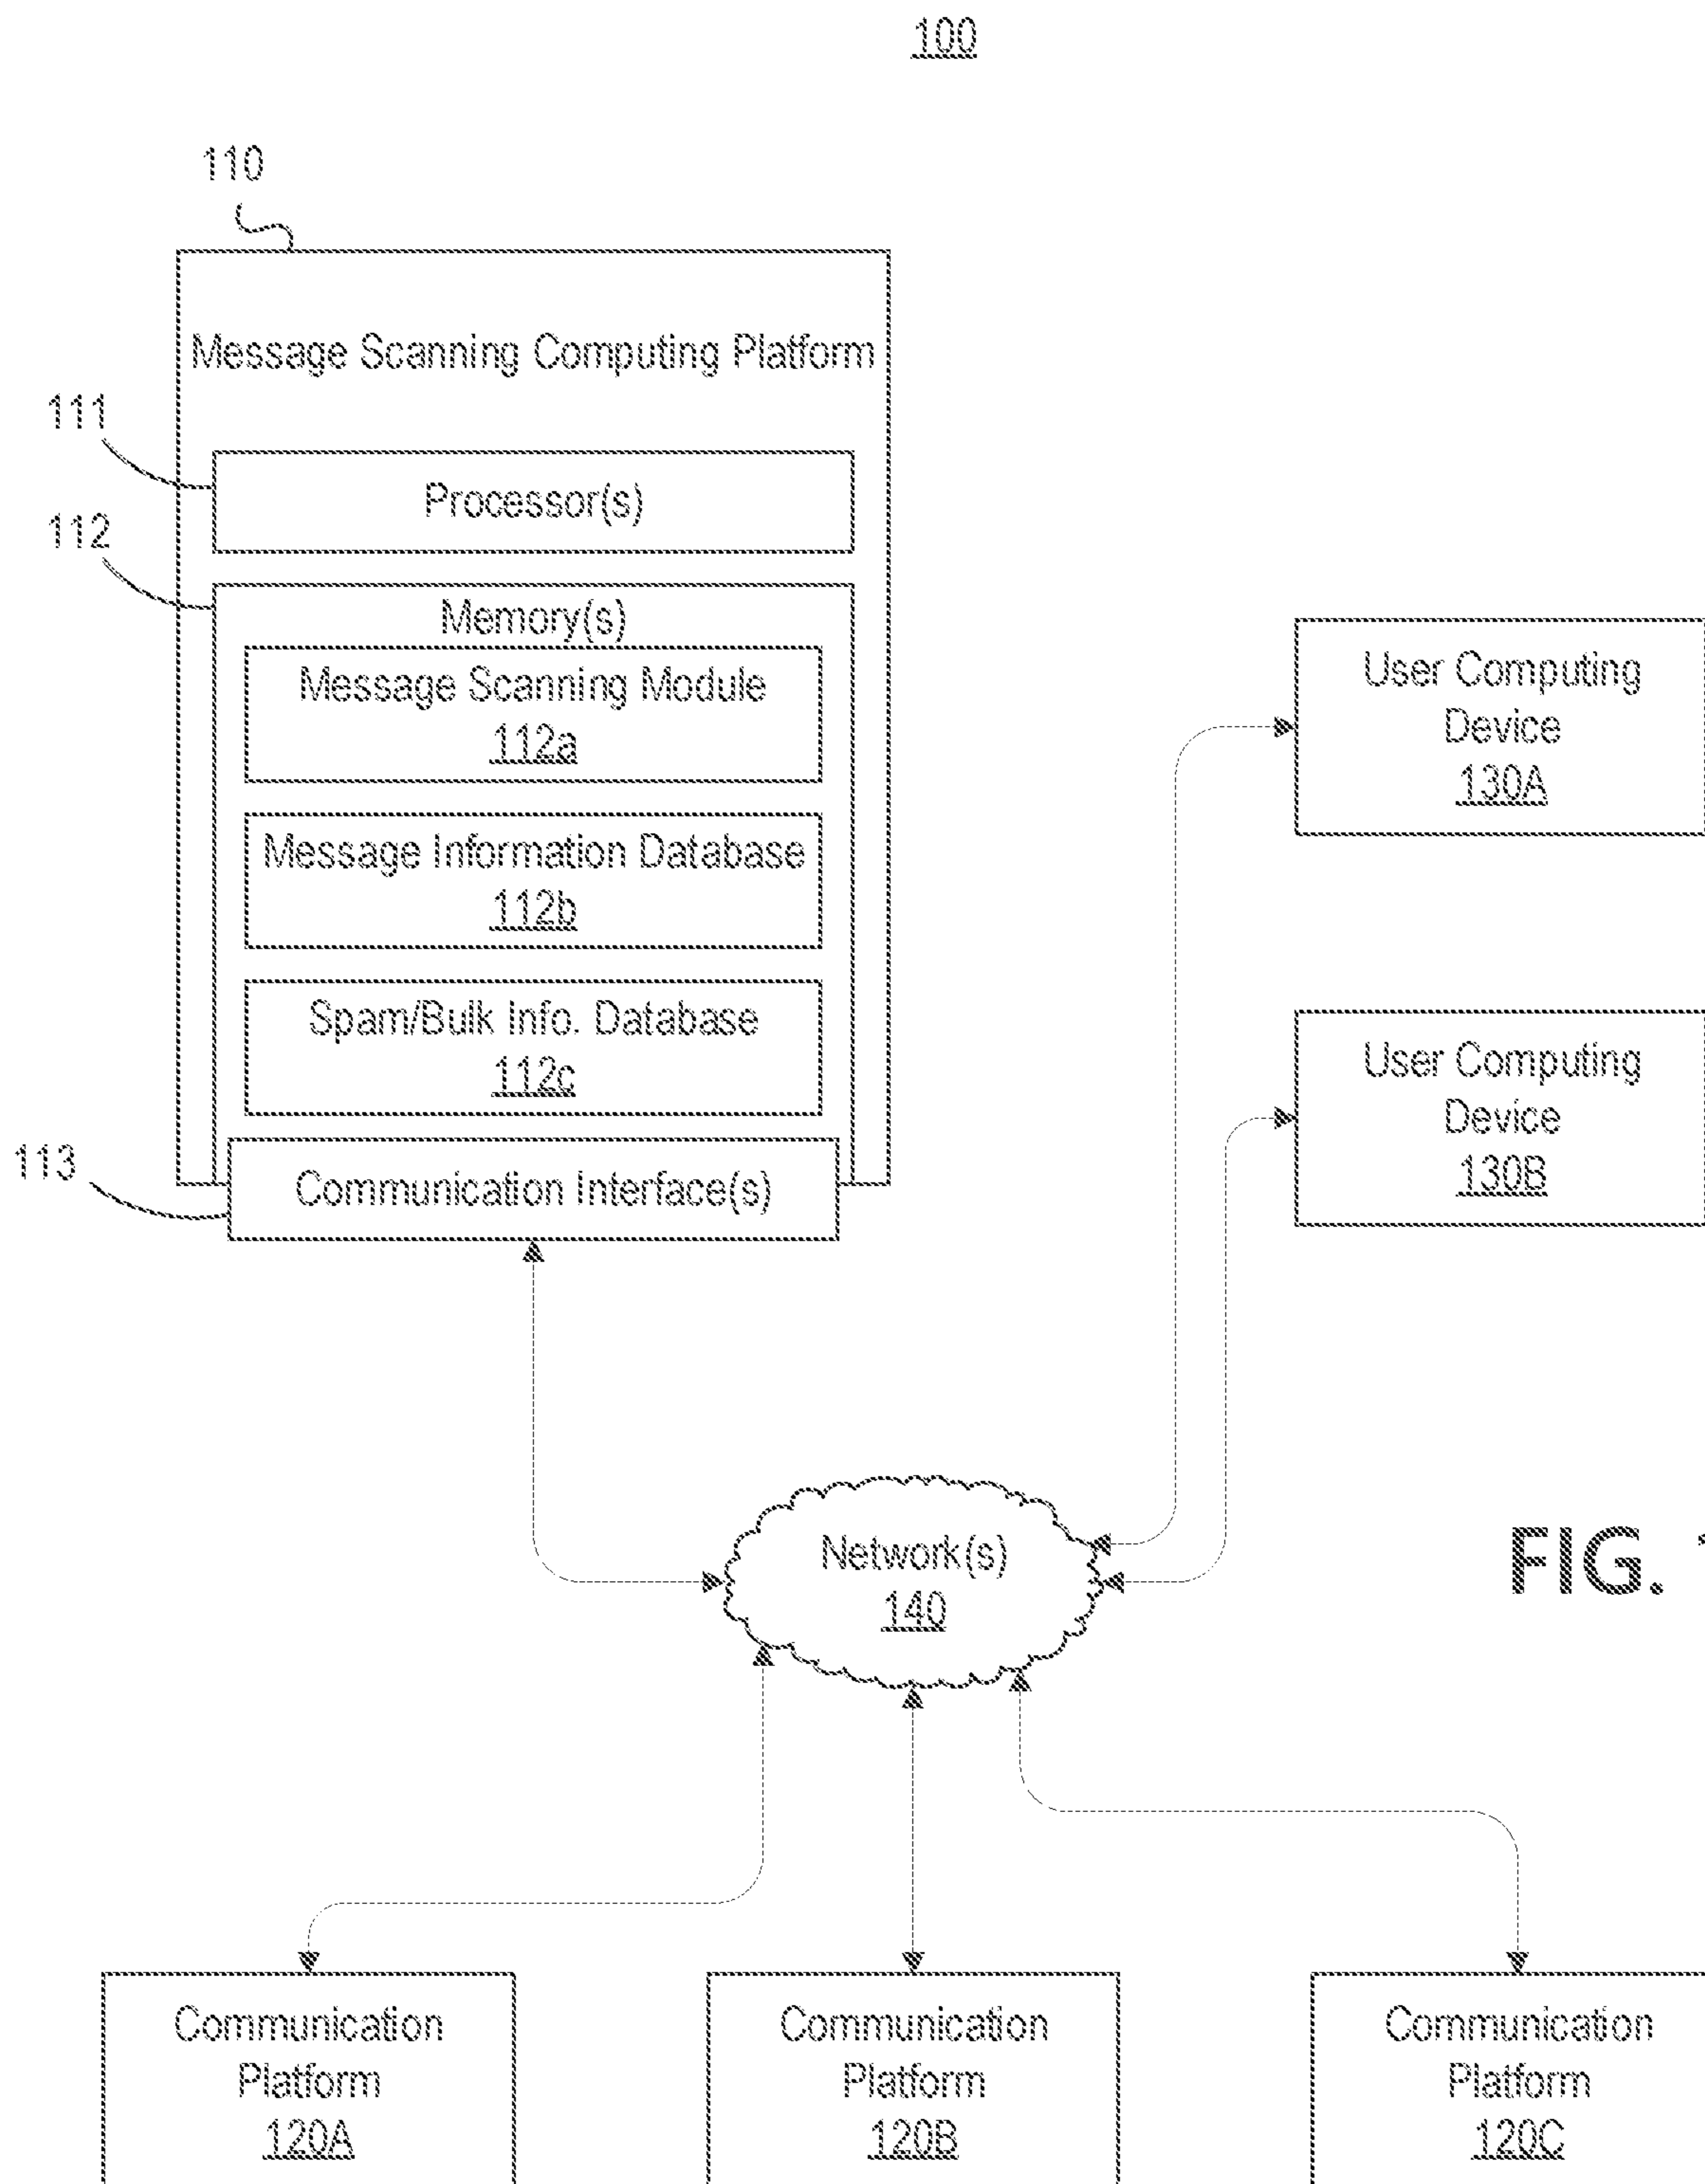 100
110
Message Scanning Computing Platform
111
Processor(s)
112
Memory(s)
Message Scanning Module
112a
Message Information Database
112b
Spam/Bulk Info. Database
112c
113
Communication Interface(s)
User Computing
Device
130A
User Computing
Device
130B
Network(s)
140
FIG. 1
Communication
Platform
120A
Communication
Platform
120B
Communication
Platform
120C